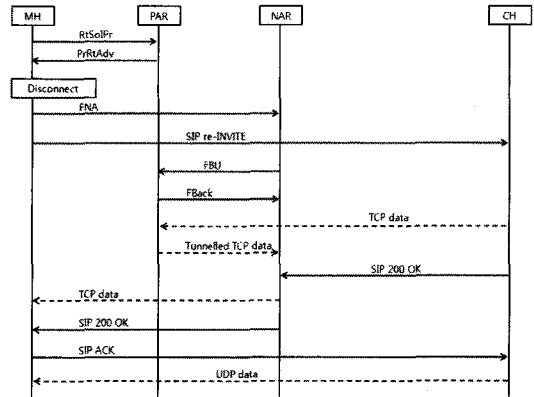 MH PAR NAR CH
RtSolPr
PrRtAdv
Disconnect
FNA
SIP re-INVITE
FBU
FBack
TCP data
Tunnelled TCP data
SIP 200 OK
TCP data
SIP 200 OK
SIP ACK
UDP data